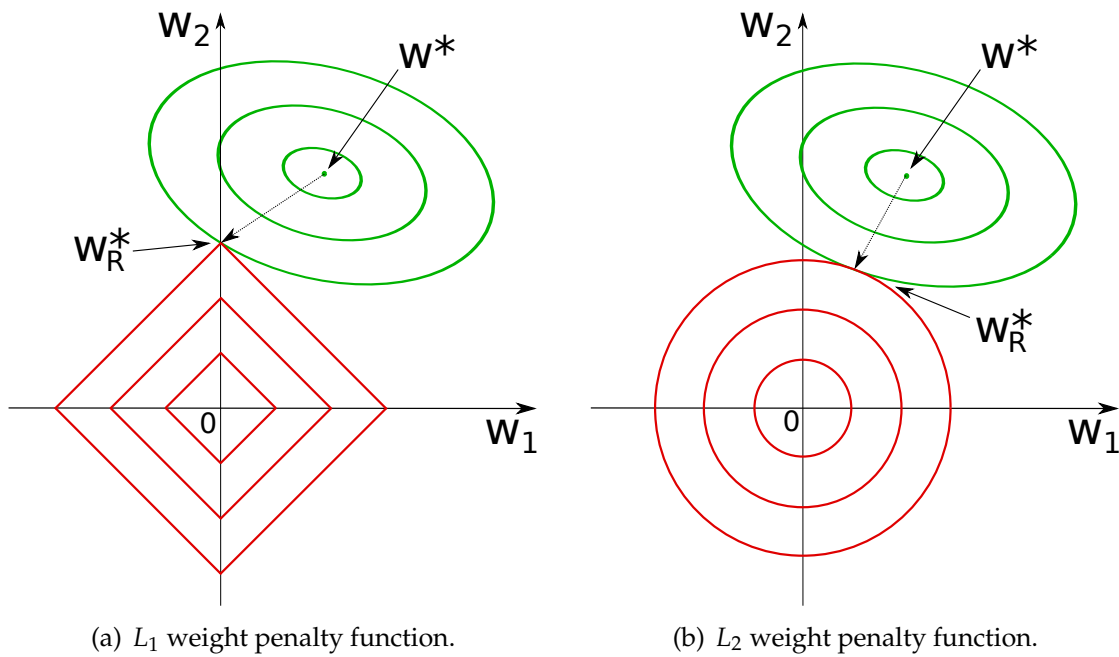 w₂
w*
w*R
0
w₁
(a) L₁ weight penalty function.
w₂
w*
w*R
0
w₁
(b) L₂ weight penalty function.